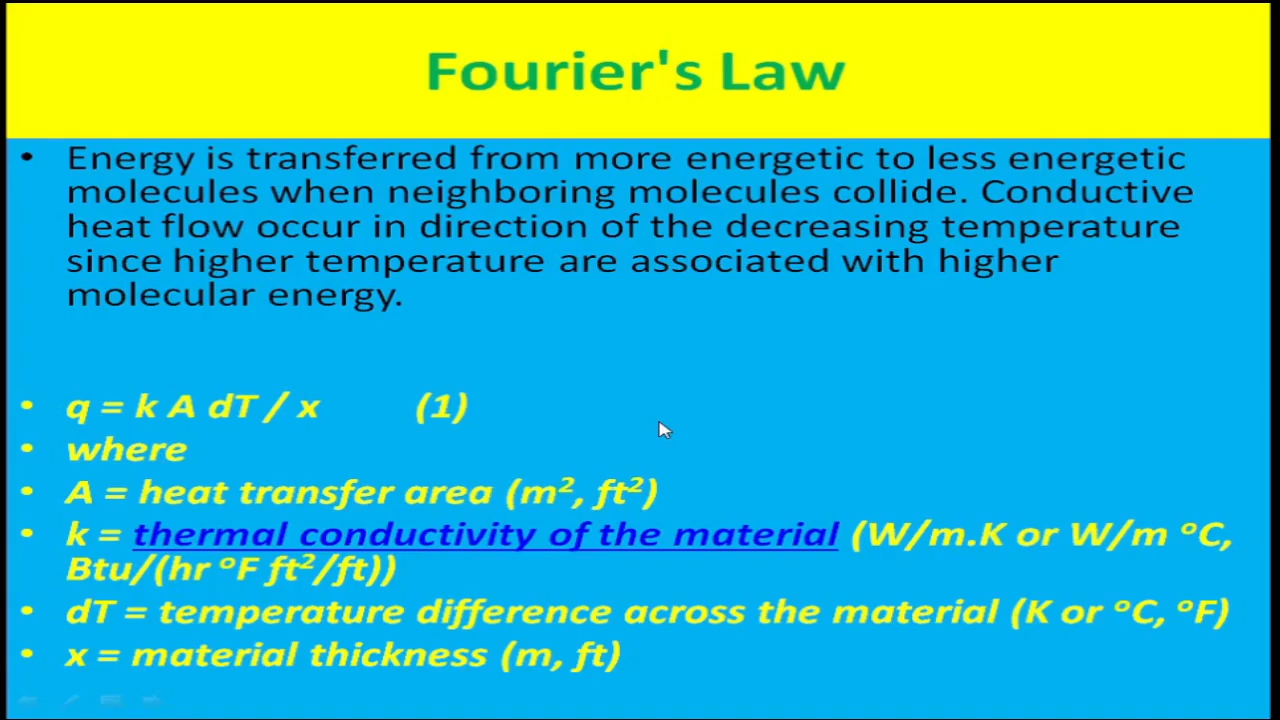 Fourier's Law
• Energy is transferred from more energetic to less energetic
molecules when neighboring molecules collide. Conductive
heat flow occur in direction of the decreasing temperature
since higher temperature are associated with higher
molecular energy.
• q = k A dT / x (1)
• where
• A = heat transfer area (m², ft²)
• k = thermal conductivity of the material (W/m.K or W/m °C,
Btu/(hr °F ft²/ft))
• dT = temperature difference across the material (K or °C, °F)
• x = material thickness (m, ft)